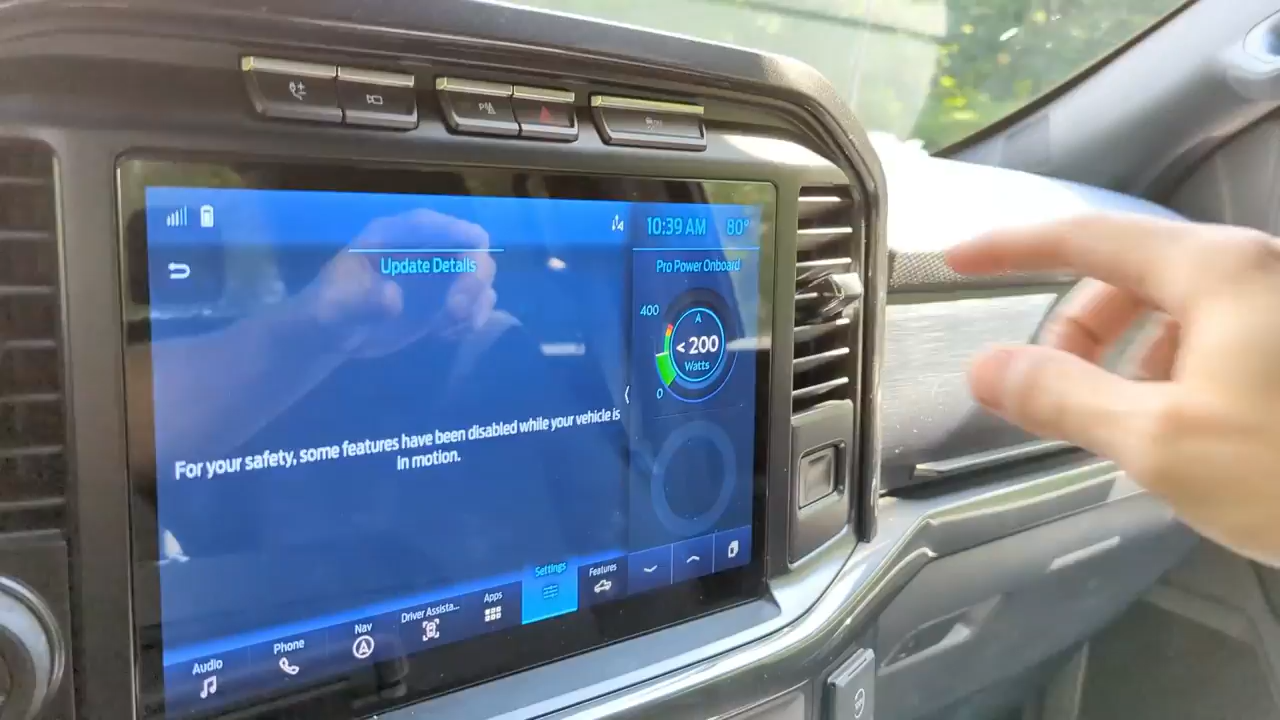 10:39 AM 80°
Update Details
Pro Power Onboard
400
A
< 200
Watts
0
For your safety, some features have been disabled while your vehicle is
in motion.
Audio
Phone
Nav
Driver Assista...
Apps
Settings
Features